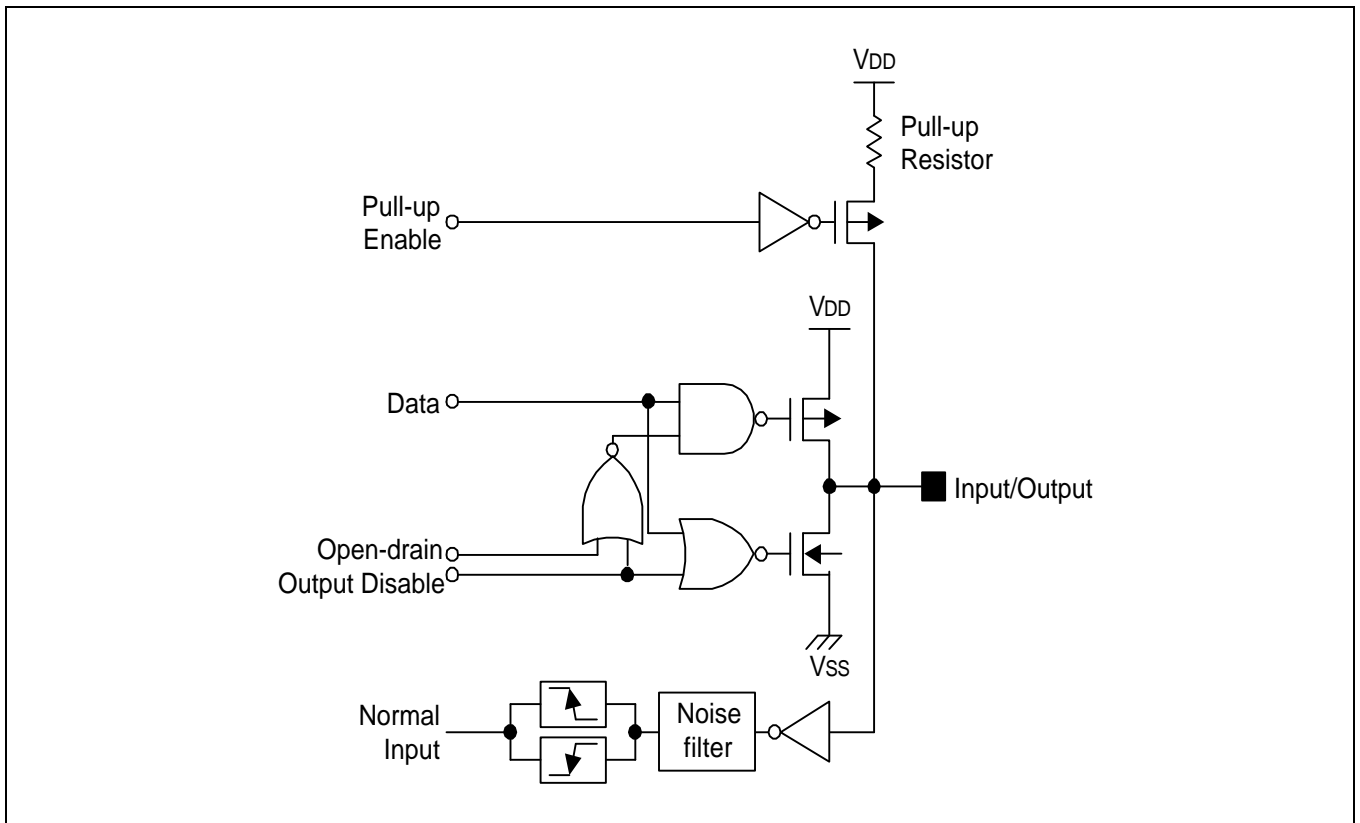 VDD
Pull-up
Resistor
Pull-up
Enable
VDD
Data
Input/Output
Open-drain
Output Disable
VSS
Normal
Input
Noise
filter